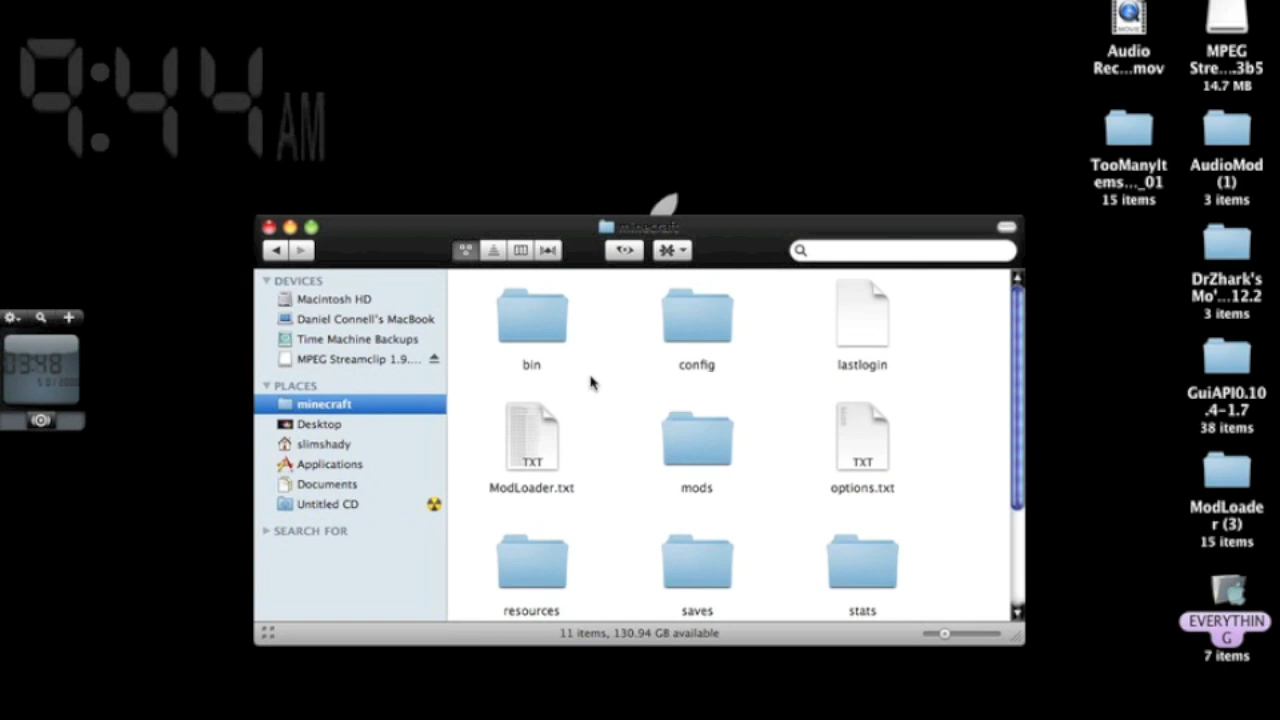 9:44 AM
Audio
Rec...mov
MPEG
Stre....3b5
14.7 MB
TooManyIt
ems..._01
15 items
AudioMod
(1)
3 items
DrZhark's
Mo'...12.2
3 items
GuiAPI0.10
.4-1.7
38 items
ModLoade
r (3)
15 items
EVERYTHIN
G
7 items
minecraft
DEVICES
Macintosh HD
Daniel Connell's MacBook
Time Machine Backups
MPEG Streamclip 1.9....
PLACES
minecraft
Desktop
slimshady
Applications
Documents
Untitled CD
SEARCH FOR
bin
config
lastlogin
TXT
ModLoader.txt
mods
TXT
options.txt
resources
saves
stats
11 items, 130.94 GB available
03:48